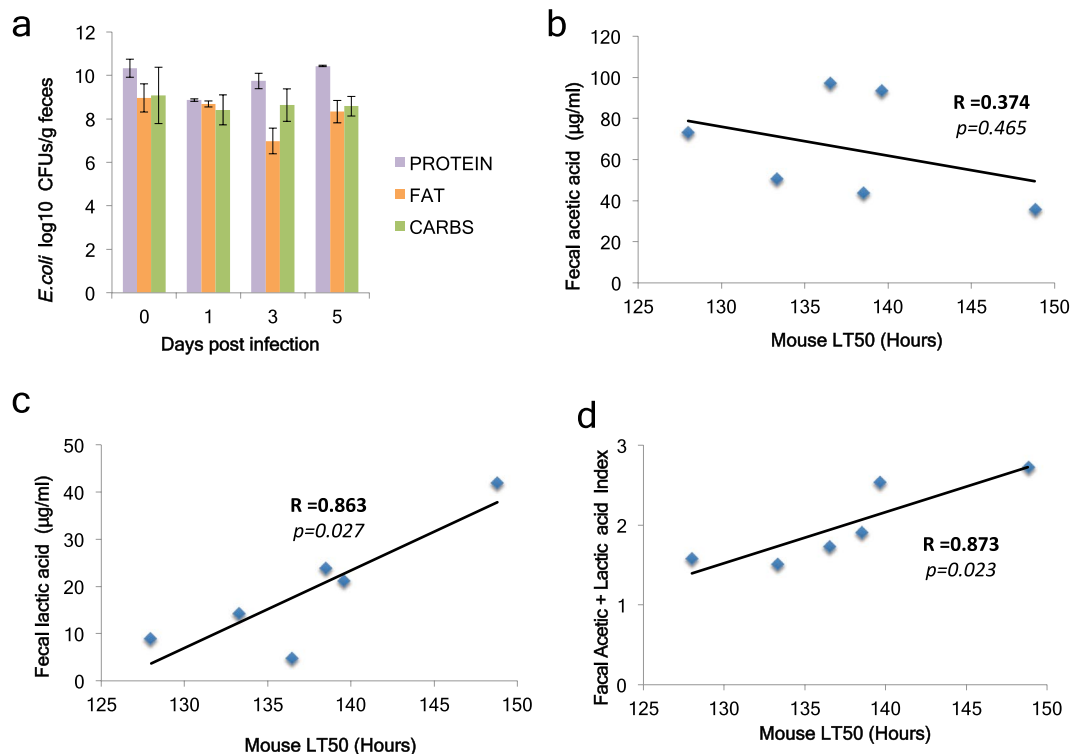 a
E.coli log10 CFUs/g feces
12
10
8
6
4
2
0
0 1 3 5
Days post infection
PROTEIN
FAT
CARBS
b
Fecal acetic acid (µg/ml)
120
100
80
60
40
20
0
R =0.374
p=0.465
125 130 135 140 145 150
Mouse LT50 (Hours)
c
Fecal lactic acid (µg/ml)
50
40
30
20
10
0
R =0.863
p=0.027
125 130 135 140 145 150
Mouse LT50 (Hours)
d
Facal Acetic + Lactic acid Index
3
2
1
0
R =0.873
p=0.023
125 130 135 140 145 150
Mouse LT50 (Hours)